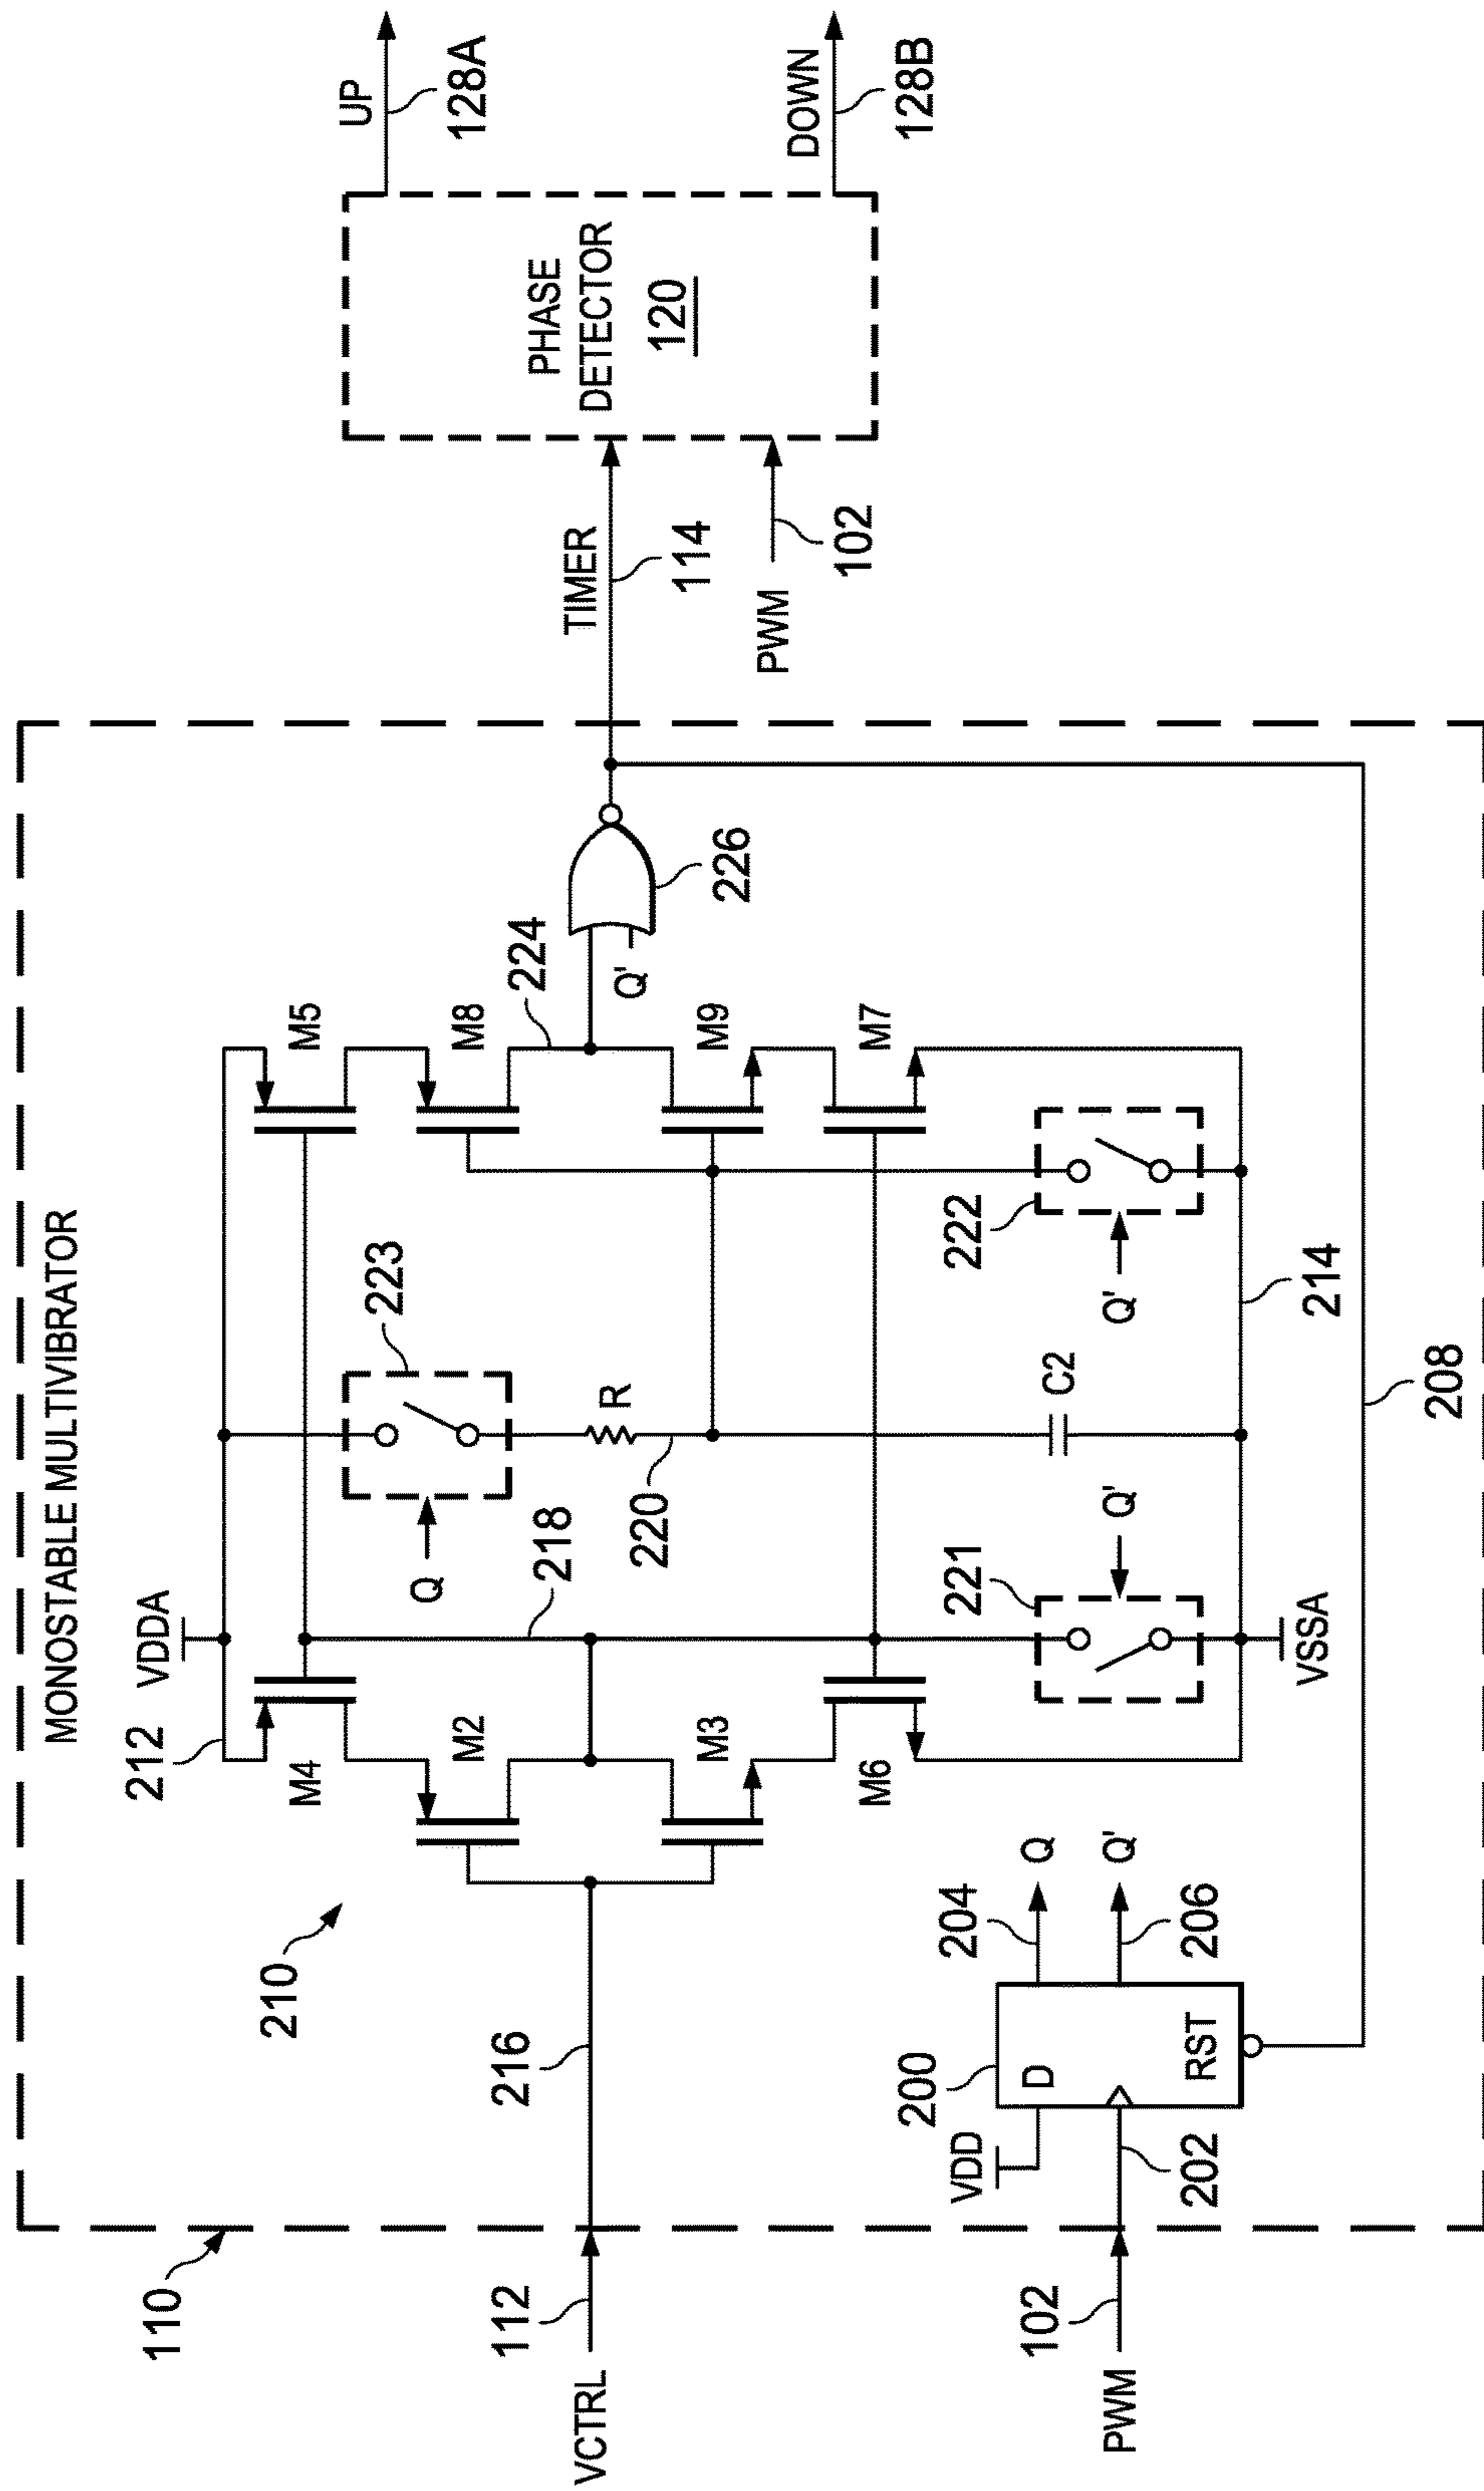 MONOSTABLE MULTIVIBRATOR
110
212
VDDA
210
M4
M2
M3
M6
218
Q
223
R
220
C2
M5
M8
M9
M7
224
Q'
226
VCTRL
112
216
221
Q'
222
Q'
VSSA
214
208
PWM
102
202
VDD
200
D
RST
204
Q
206
Q'
TIMER
114
PWM
102
PHASE
DETECTOR
120
UP
128A
DOWN
128B